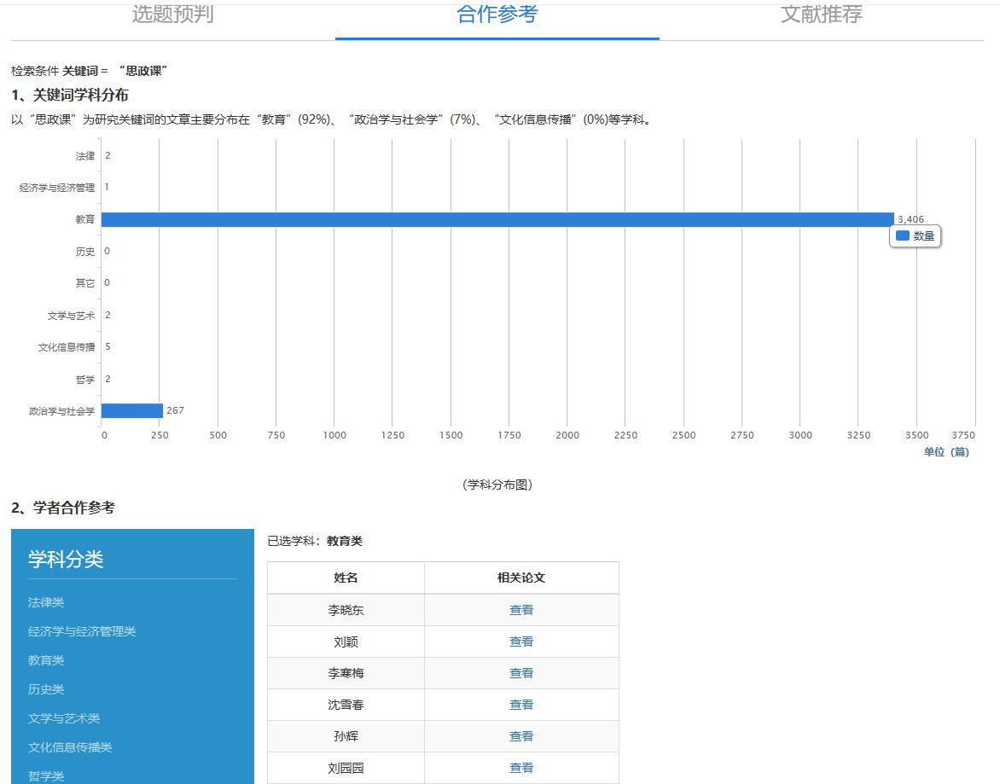 选题预判 合作参考 文献推荐
检索条件 关键词 = “思政课”
1、关键词学科分布
以“思政课”为研究关键词的文章主要分布在“教育”(92%)、“政治学与社会学”(7%)、“文化信息传播”(0%)等学科。
法律 2
经济学与经济管理 1
教育 3,406
数量
历史 0
其它 0
文学与艺术 2
文化信息传播 5
哲学 2
政治学与社会学 267
0 250 500 750 1000 1250 1500 1750 2000 2250 2500 2750 3000 3250 3500 3750
单位（篇）
(学科分布图)
2、学者合作参考
学科分类
法律类
经济学与经济管理类
教育类
历史类
文学与艺术类
文化信息传播类
哲学类
已选学科：教育类
姓名 相关论文
李晓东 查看
刘颖 查看
李寒梅 查看
沈雪春 查看
孙辉 查看
刘园园 查看